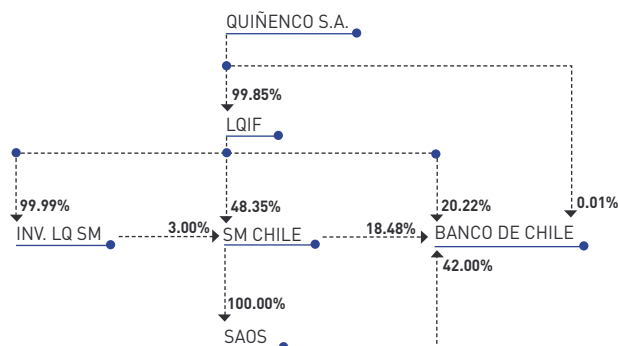 QUIÑENCO S.A.
99.85%
LQIF
99.99%
48.35%
20.22%
0.01%
INV. LQ SM
3.00%
SM CHILE
18.48%
BANCO DE CHILE
42.00%
100.00%
SAOS